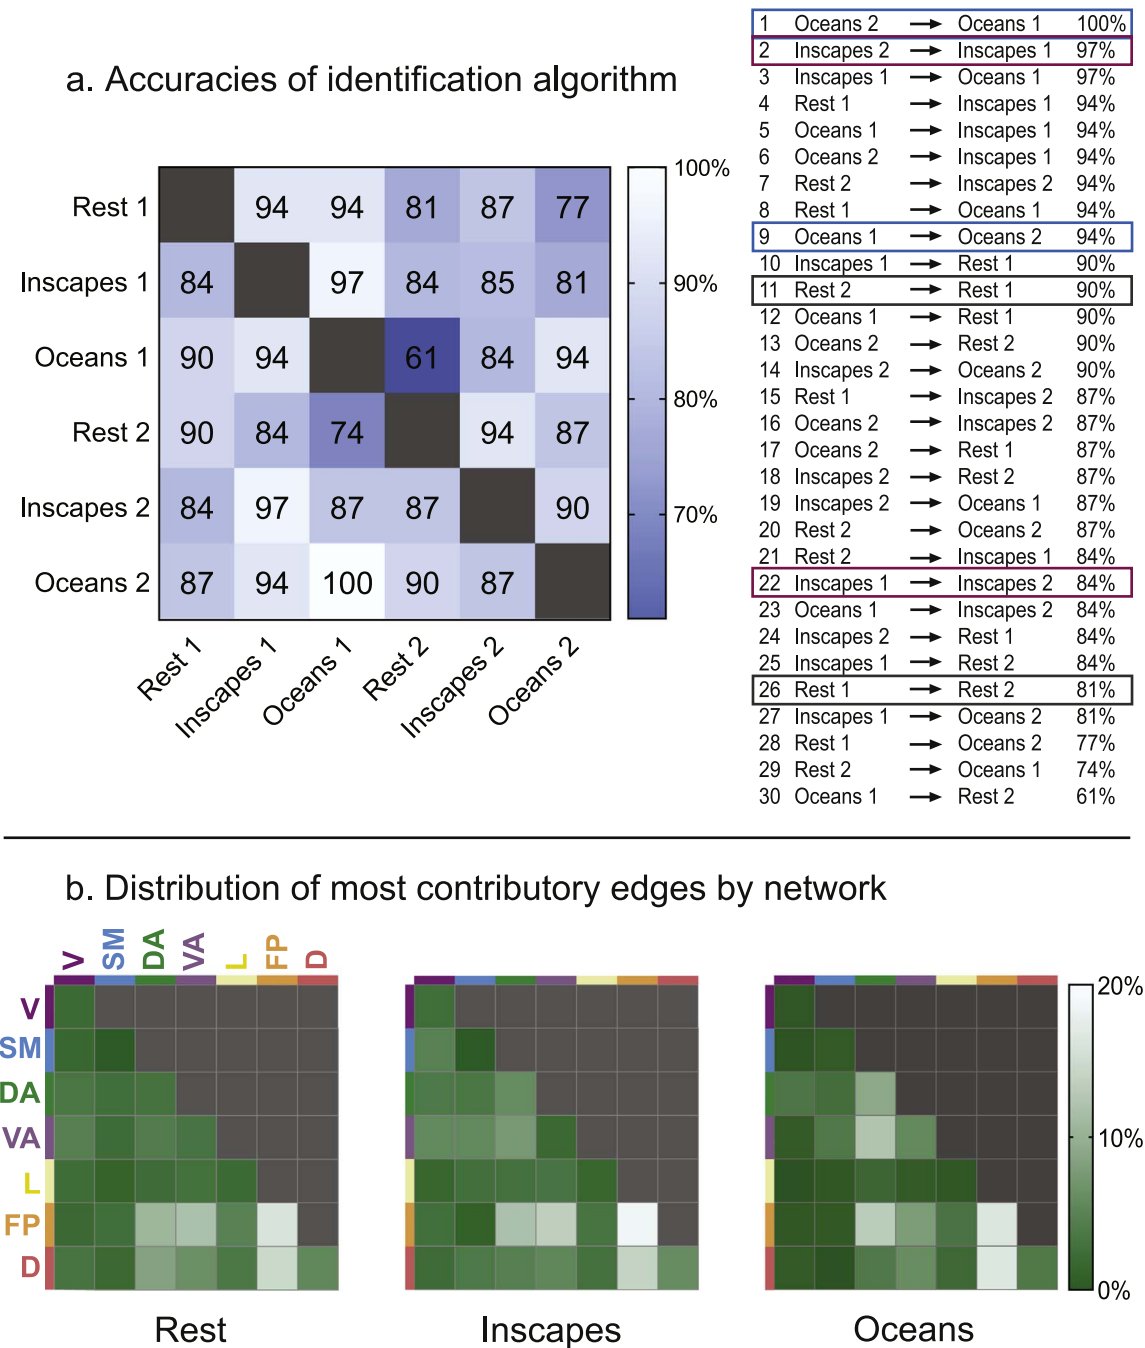 a. Accuracies of identification algorithm
100%
90%
80%
70%
Rest 1 94 94 81 87 77
Inscapes 1 84 97 84 85 81
Oceans 1 90 94 61 84 94
Rest 2 90 84 74 94 87
Inscapes 2 84 97 87 87 90
Oceans 2 87 94 100 90 87
Rest 1 Inscapes 1 Oceans 1 Rest 2 Inscapes 2 Oceans 2
1 Oceans 2 → Oceans 1 100%
2 Inscapes 2 → Inscapes 1 97%
3 Inscapes 1 → Oceans 1 97%
4 Rest 1 → Inscapes 1 94%
5 Oceans 1 → Inscapes 1 94%
6 Oceans 2 → Inscapes 1 94%
7 Rest 2 → Inscapes 2 94%
8 Rest 1 → Oceans 1 94%
9 Oceans 1 → Oceans 2 94%
10 Inscapes 1 → Rest 1 90%
11 Rest 2 → Rest 1 90%
12 Oceans 1 → Rest 1 90%
13 Oceans 2 → Rest 2 90%
14 Inscapes 2 → Oceans 2 90%
15 Rest 1 → Inscapes 2 87%
16 Oceans 2 → Inscapes 2 87%
17 Oceans 2 → Rest 1 87%
18 Inscapes 2 → Rest 2 87%
19 Inscapes 2 → Oceans 1 87%
20 Rest 2 → Oceans 2 87%
21 Rest 2 → Inscapes 1 84%
22 Inscapes 1 → Inscapes 2 84%
23 Oceans 1 → Inscapes 2 84%
24 Inscapes 2 → Rest 1 84%
25 Inscapes 1 → Rest 2 84%
26 Rest 1 → Rest 2 81%
27 Inscapes 1 → Oceans 2 81%
28 Rest 1 → Oceans 2 77%
29 Rest 2 → Oceans 1 74%
30 Oceans 1 → Rest 2 61%
b. Distribution of most contributory edges by network
V SM DA VA L FP D
V
SM
DA
VA
L
FP
D
20%
10%
0%
Rest Inscapes Oceans